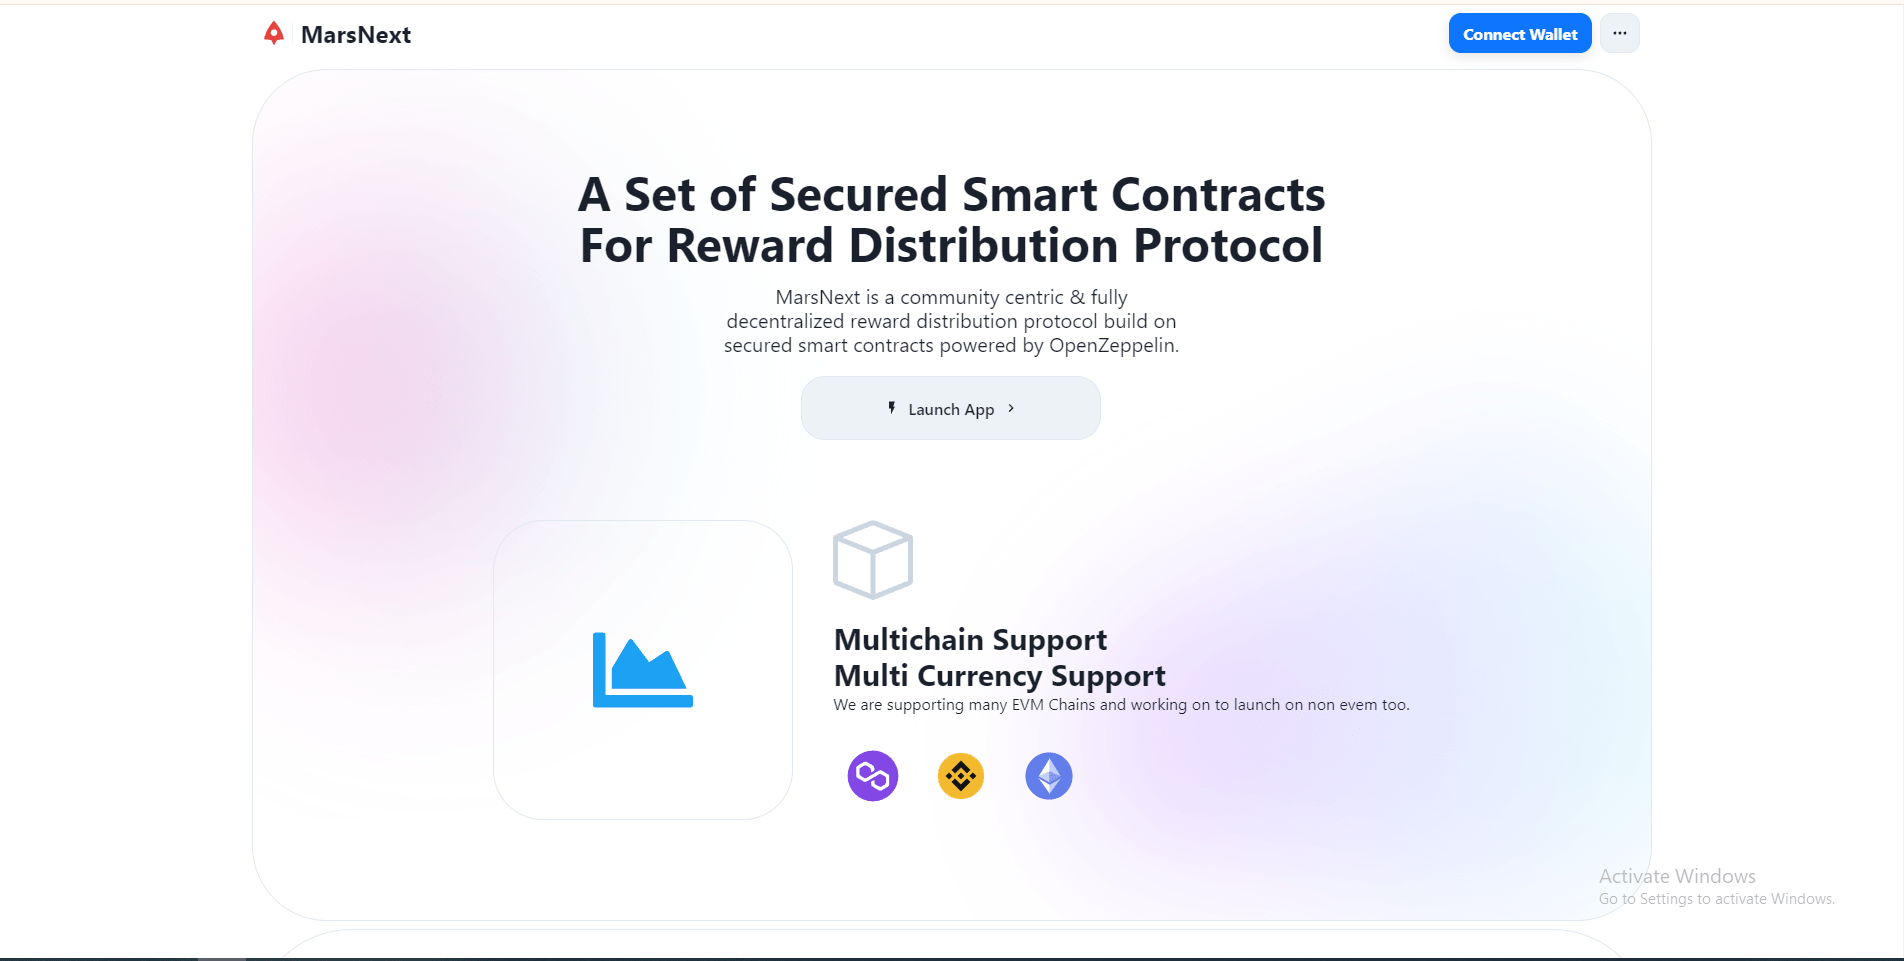 MarsNext
Connect Wallet
...
A Set of Secured Smart Contracts
For Reward Distribution Protocol
MarsNext is a community centric & fully
decentralized reward distribution protocol build on
secured smart contracts powered by OpenZeppelin.
Launch App
Multichain Support
Multi Currency Support
We are supporting many EVM Chains and working on to launch on non evem too.
Activate Windows
Go to Settings to activate Windows.